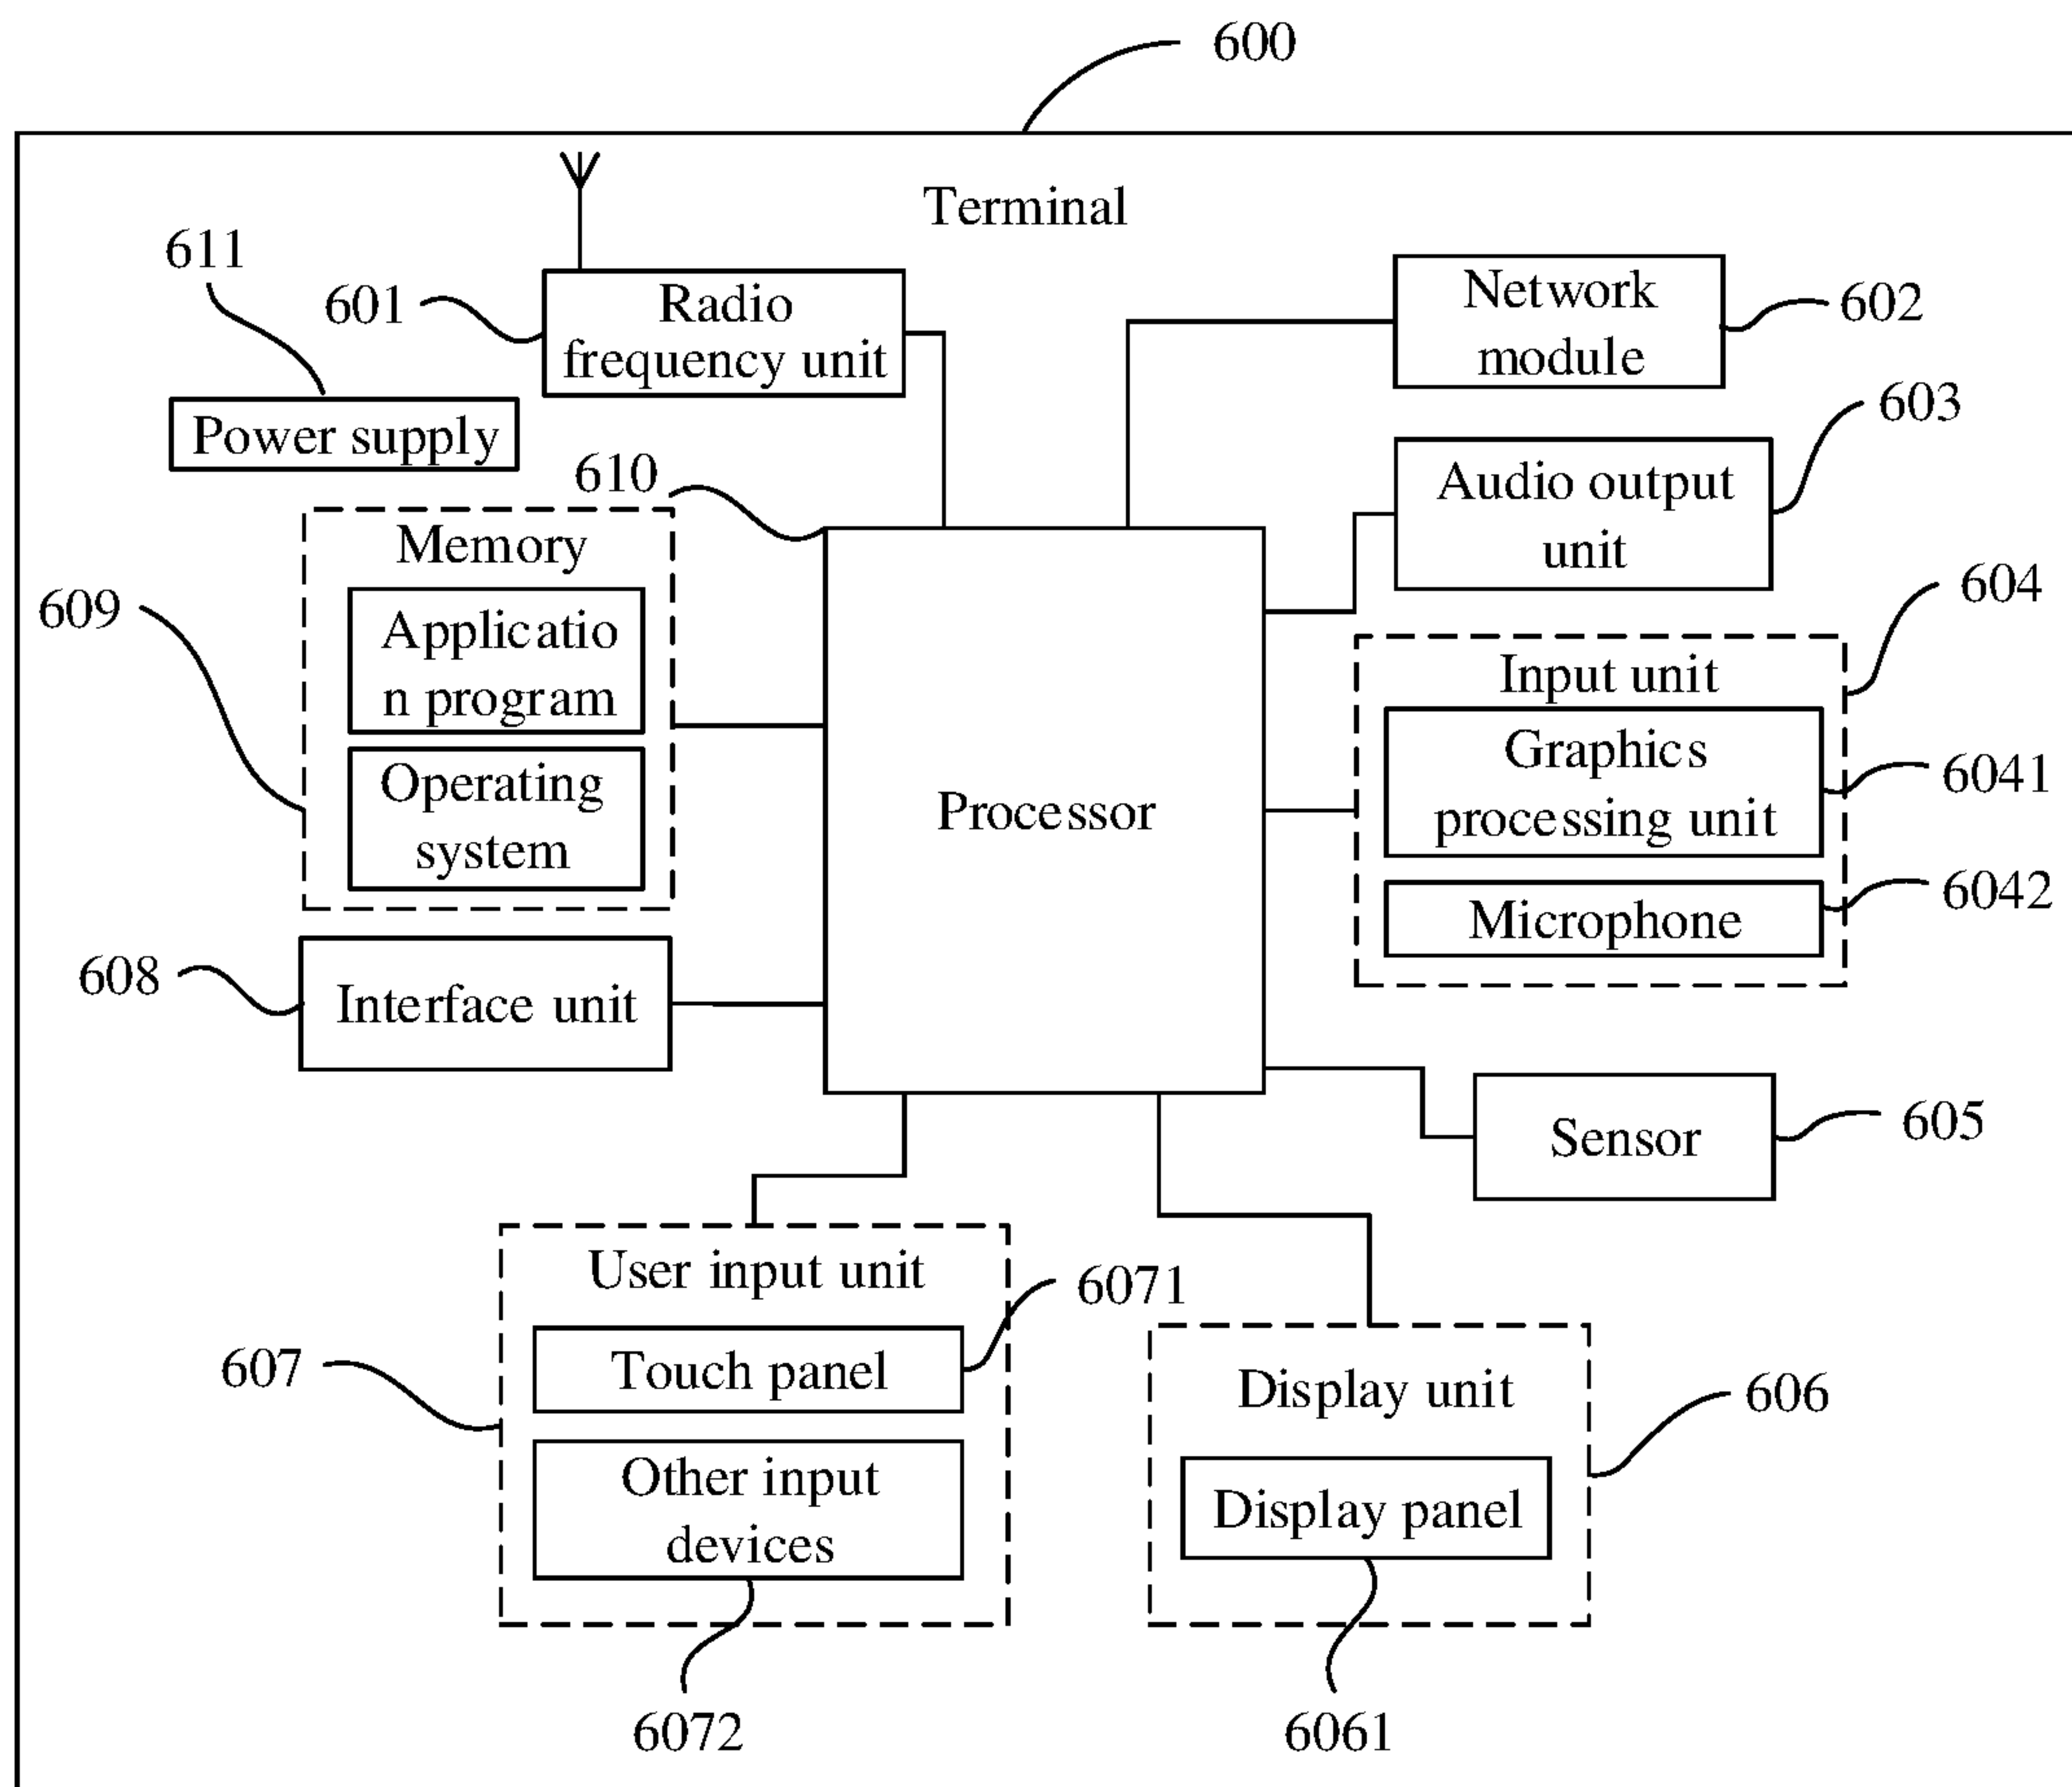 600
Terminal
611
601
Radio
frequency unit
Network
module
602
Power supply
603
Audio output
unit
610
Memory
Applicatio
n program
Operating
system
609
604
Input unit
Graphics
processing unit
6041
Microphone
6042
Processor
608
Interface unit
Sensor
605
User input unit
6071
Touch panel
607
Other input
devices
6072
Display unit
606
Display panel
6061